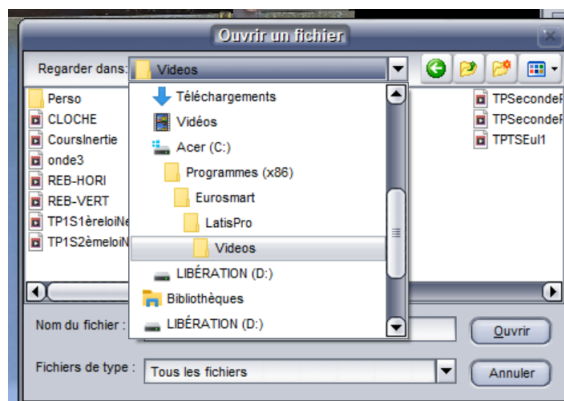 Ouvrir un fichier
Regarder dans:
Videos
Perso
CLOCHE
CoursInertie
onde3
REB-HORI
REB-VERT
TP1S1èreloiNe
TP1S2èmeloiN
Téléchargements
Vidéos
Acer (C:)
Programmes (x86)
Eurosmart
LatisPro
Videos
LIBÉRATION (D:)
Bibliothèques
LIBÉRATION (D:)
TPSecondeF
TPSecondeF
TPTSEul1
Nom du fichier :
Ouvrir
Fichiers de type :
Tous les fichiers
Annuler